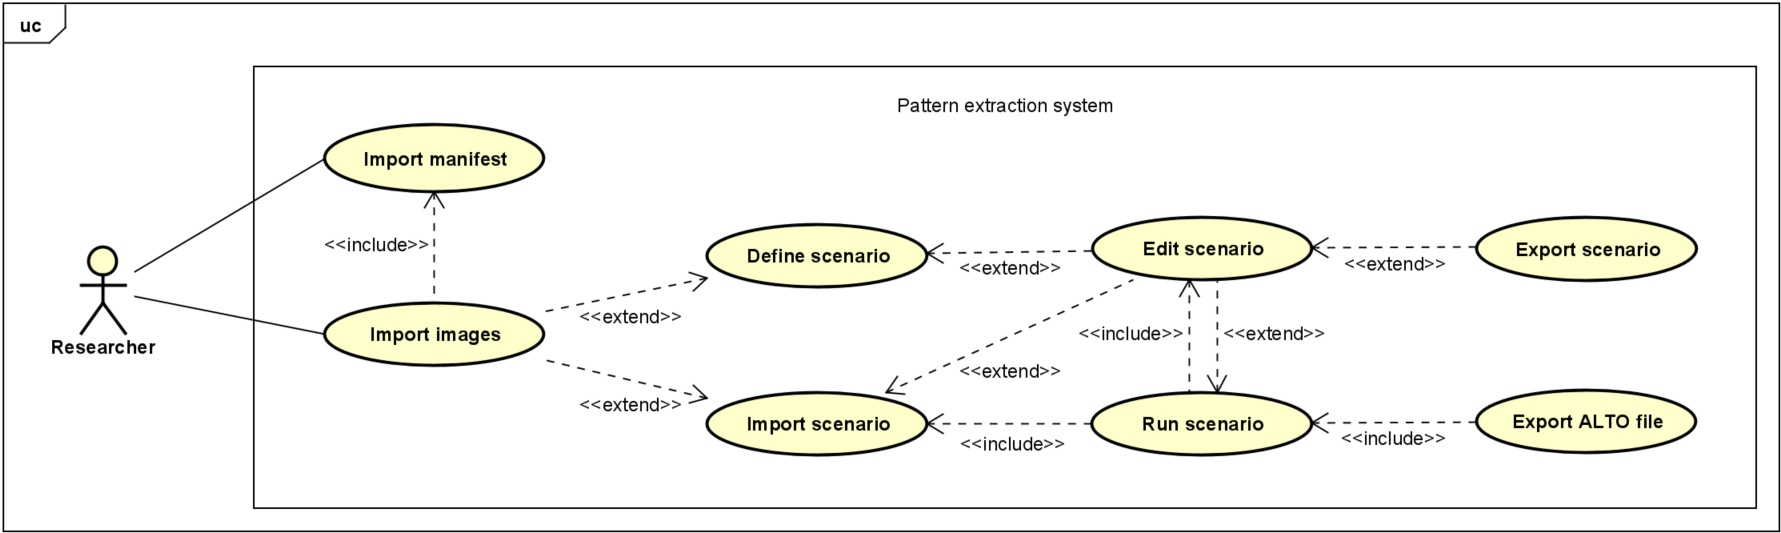 uc
Pattern extraction system
Import manifest
<<include>>
Define scenario
Edit scenario
Export scenario
<<extend>>
<<extend>>
<<extend>>
Import images
<<include>>
<<extend>>
Researcher
<<extend>>
<<extend>>
Import scenario
Run scenario
Export ALTO file
<<include>>
<<include>>